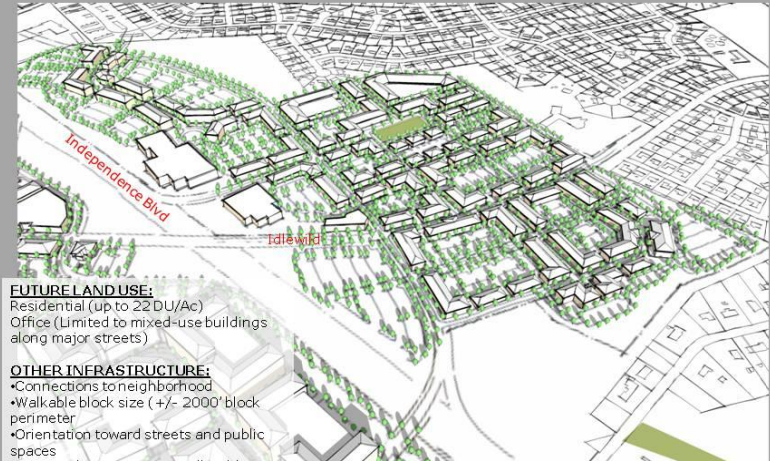 Independence Blvd
Idlewild
FUTURE LAND USE:
Residential (up to 22 DU/Ac)
Office (Limited to mixed-use buildings
along major streets)
OTHER INFRASTRUCTURE:
•Connections to neighborhood
•Walkable block size ( +/- 2000' block
perimeter
•Orientation toward streets and public
spaces